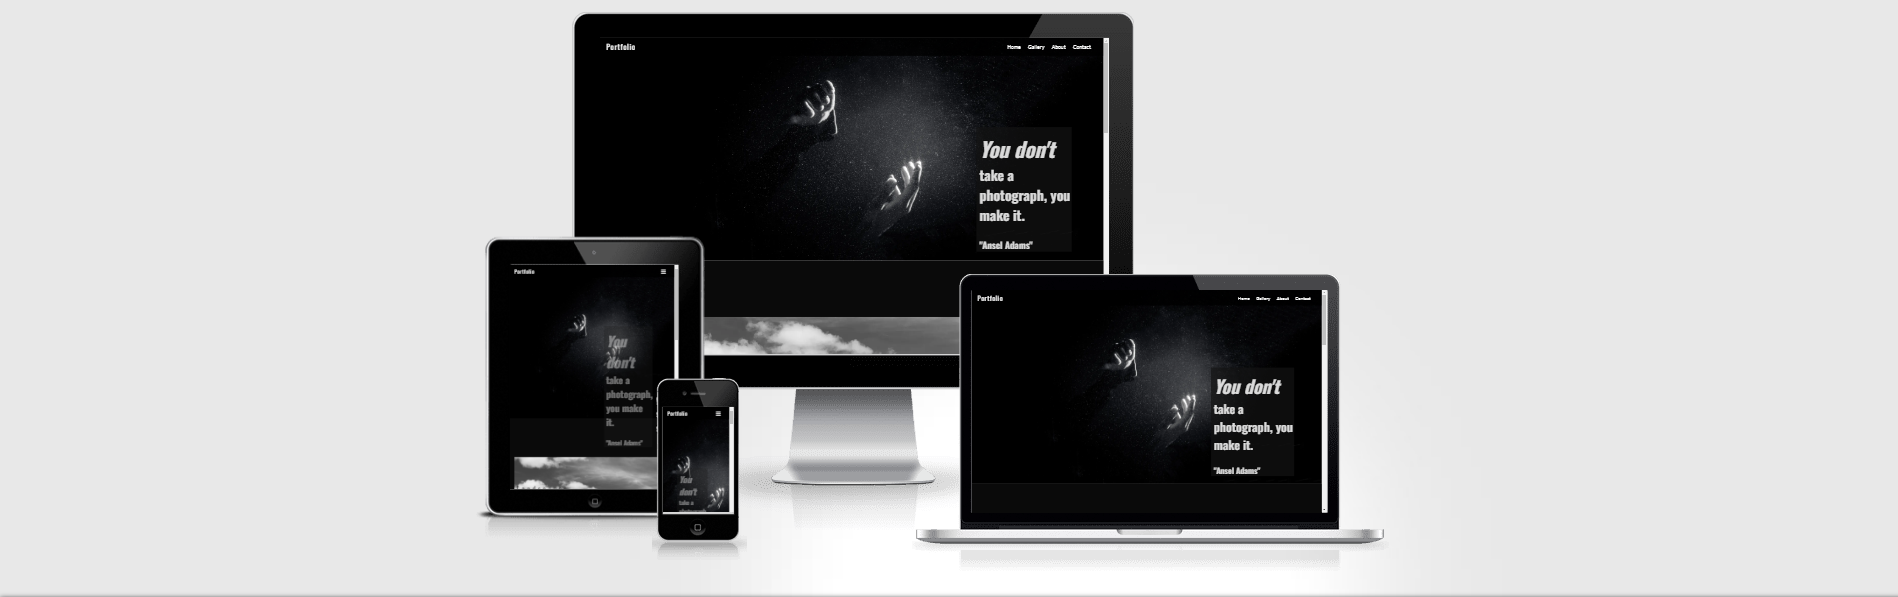 Portfolio
Home Gallery About Contact
You don't
take a
photograph, you
make it.
"Ansel Adams"
Portfolio
You
don't
take a
photograph,
you make
it.
"Ansel Adams"
Portfolio
You
don't
take a
Portfolio
Home Gallery About Contact
You don't
take a
photograph, you
make it.
"Ansel Adams"